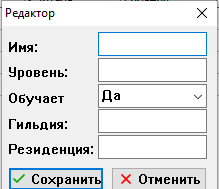 Редактор
Имя:
Уровень:
Обучает Да
Гильдия:
Резиденция:
Сохранить Отменить